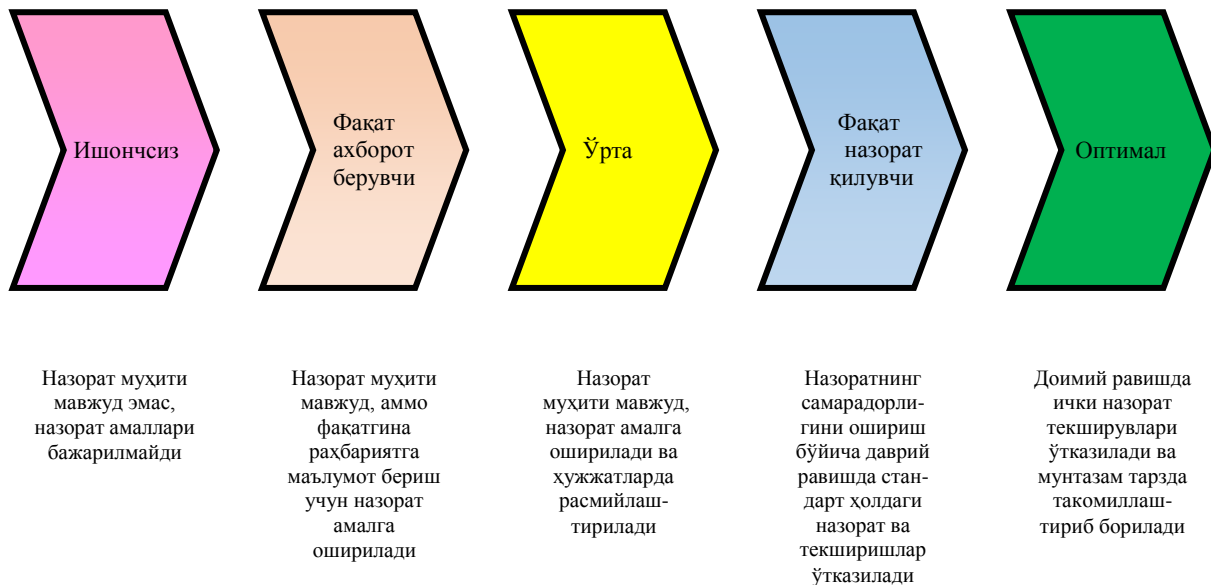 Ишончсиз
Фақат
ахборот
берувчи
Ўрта
Фақат
назорат
қилувчи
Оптимал
Назорат муҳити
мавжуд эмас,
назорат амаллари
бажарилмайди
Назорат муҳити
мавжуд, аммо
фақатгина
раҳбариятга
маълумот бериш
учун назорат
амалга
оширилади
Назорат
муҳити мавжуд,
назорат амалга
оширилади ва
ҳужжатларда
расмийлаш-
тирилади
Назоратнинг
самарадорли-
гини ошириш
бўйича даврий
равишда стан-
дарт ҳолдаги
назорат ва
текширишлар
ўтказилади
Доимий равишда
ички назорат
текширувлари
ўтказилади ва
мунтазам тарзда
такомиллаш-
тириб борилади